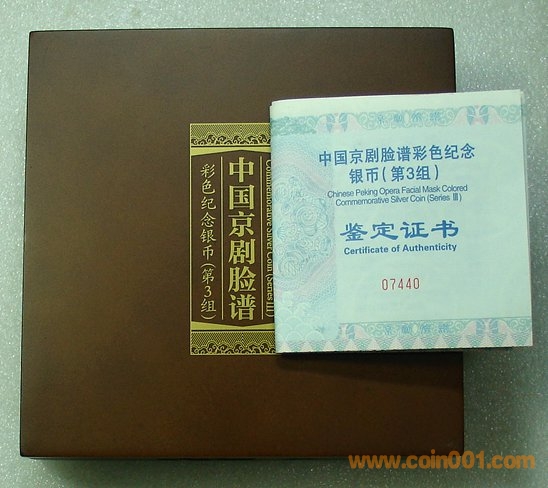 中国京剧脸谱
彩色纪念银币(第3组)
Commemorative Silver Coin (Series III)
中国京剧脸谱彩色纪念
银币(第3组)
Chinese Peking Opera Facial Mask Colored
Commemorative Silver Coin (Series Ⅲ)
鉴定证书
Certificate of Authenticity
07440
www.coin001.com